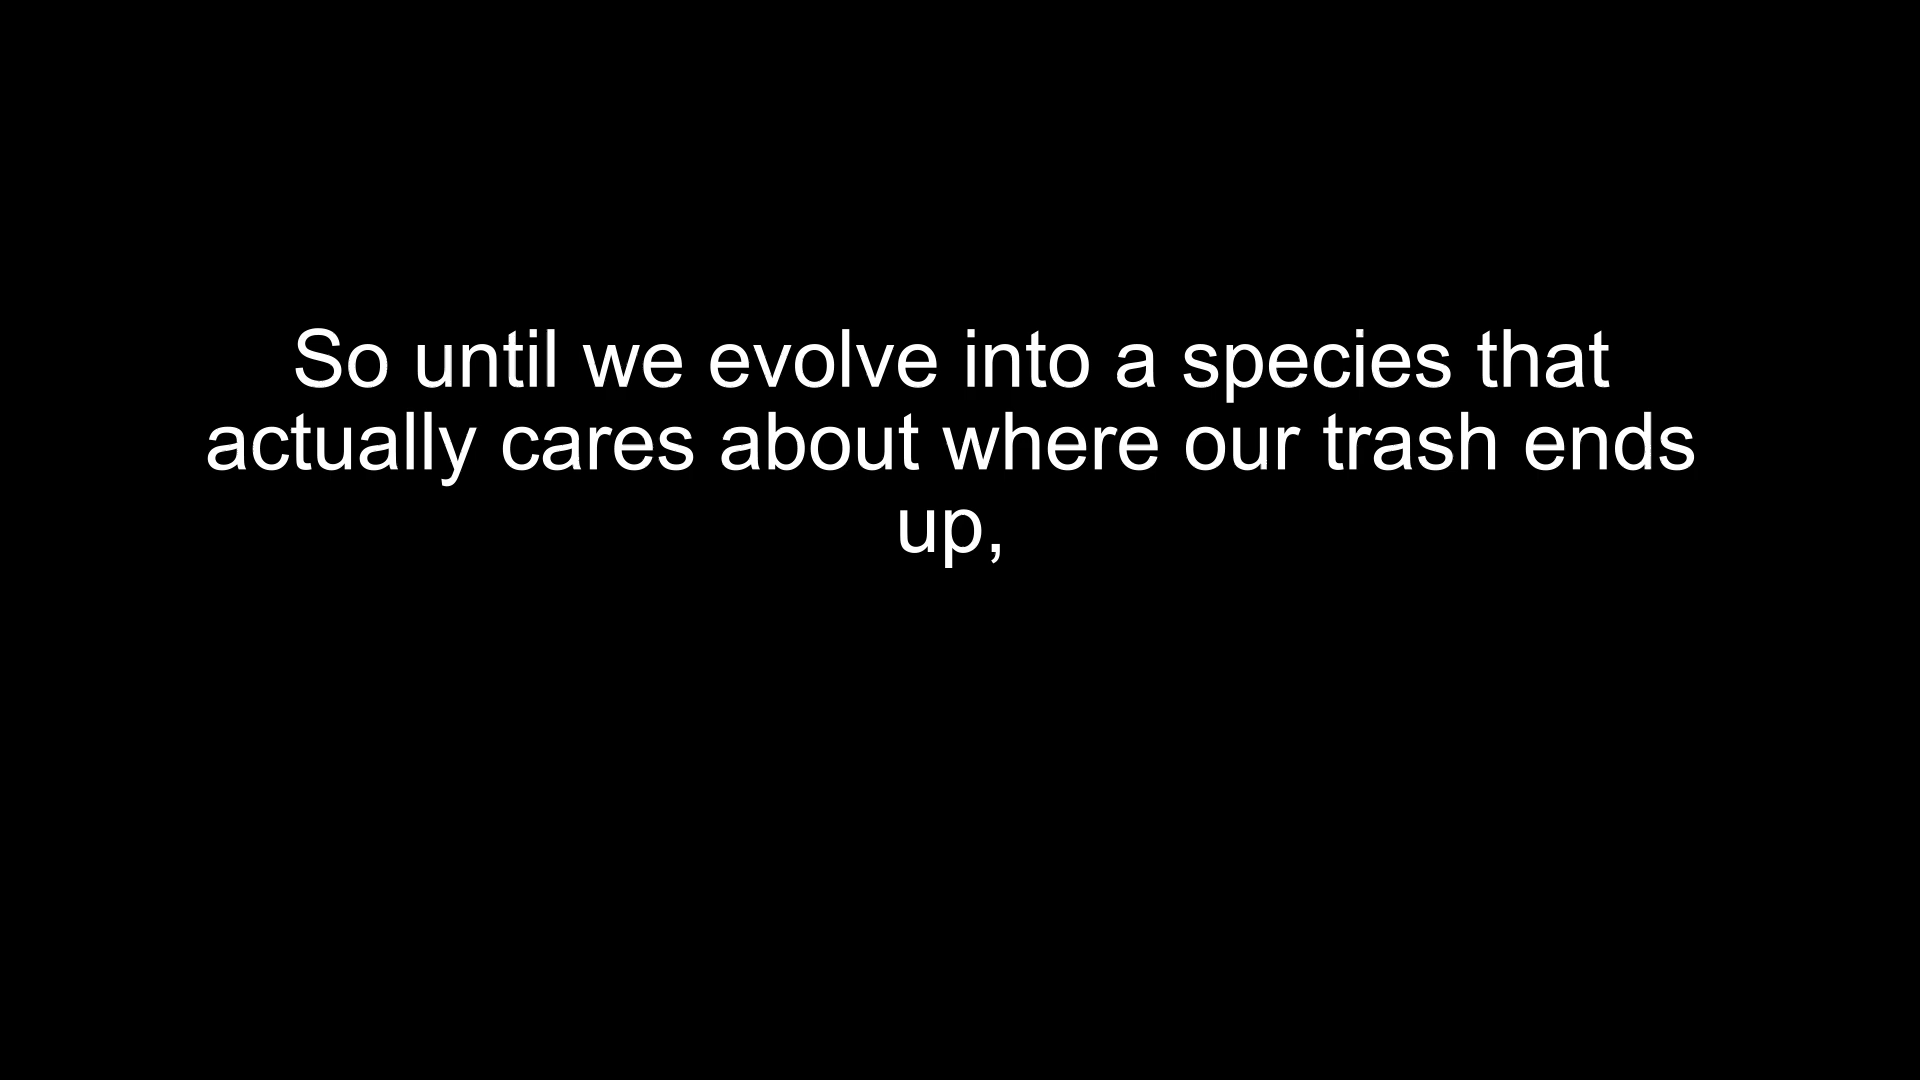 So until we evolve into a species that
actually cares about where our trash ends
up,